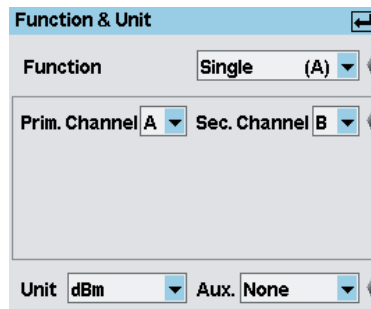 Function & Unit
Function Single (A)
Prim. Channel A Sec. Channel B
Unit dBm Aux. None